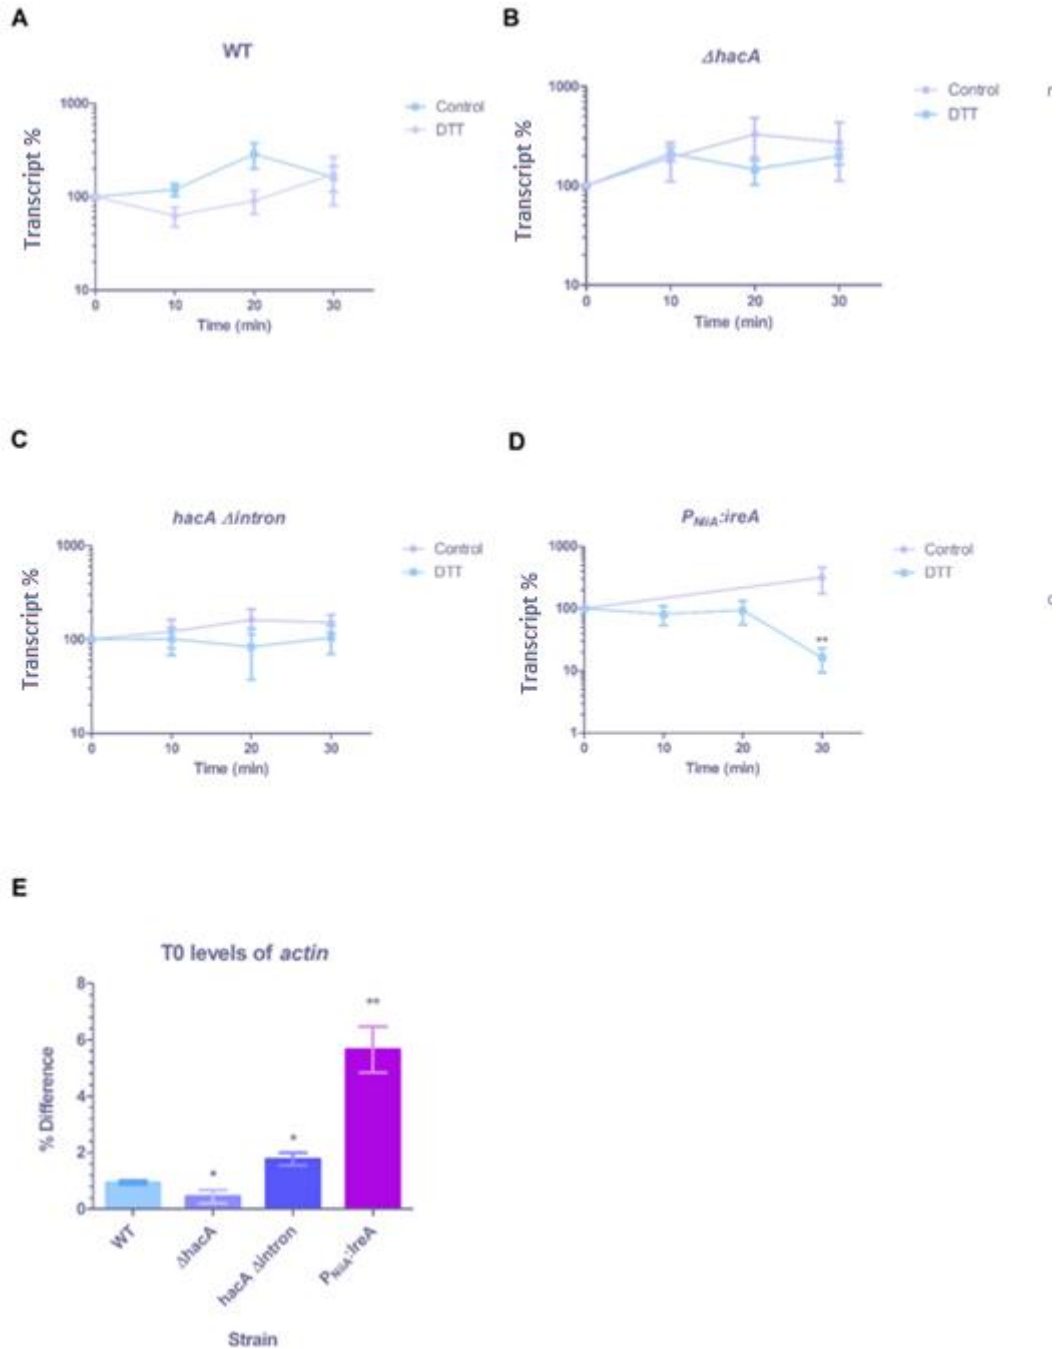 A
WT
1000
100
10
Transcript %
0 10 20 30
Time (min)
Control
DTT
B
ΔhacA
1000
100
10
Transcript %
0 10 20 30
Time (min)
Control
DTT
C
hacA Δintron
1000
100
10
Transcript %
0 10 20 30
Time (min)
Control
DTT
D
PNiiA:ireA
1000
100
10
1
Transcript %
**
0 10 20 30
Time (min)
Control
DTT
E
T0 levels of actin
8
6
4
2
0
% Difference
*
*
**
WT
ΔhacA
hacA Δintron
PNiiA:IreA
Strain